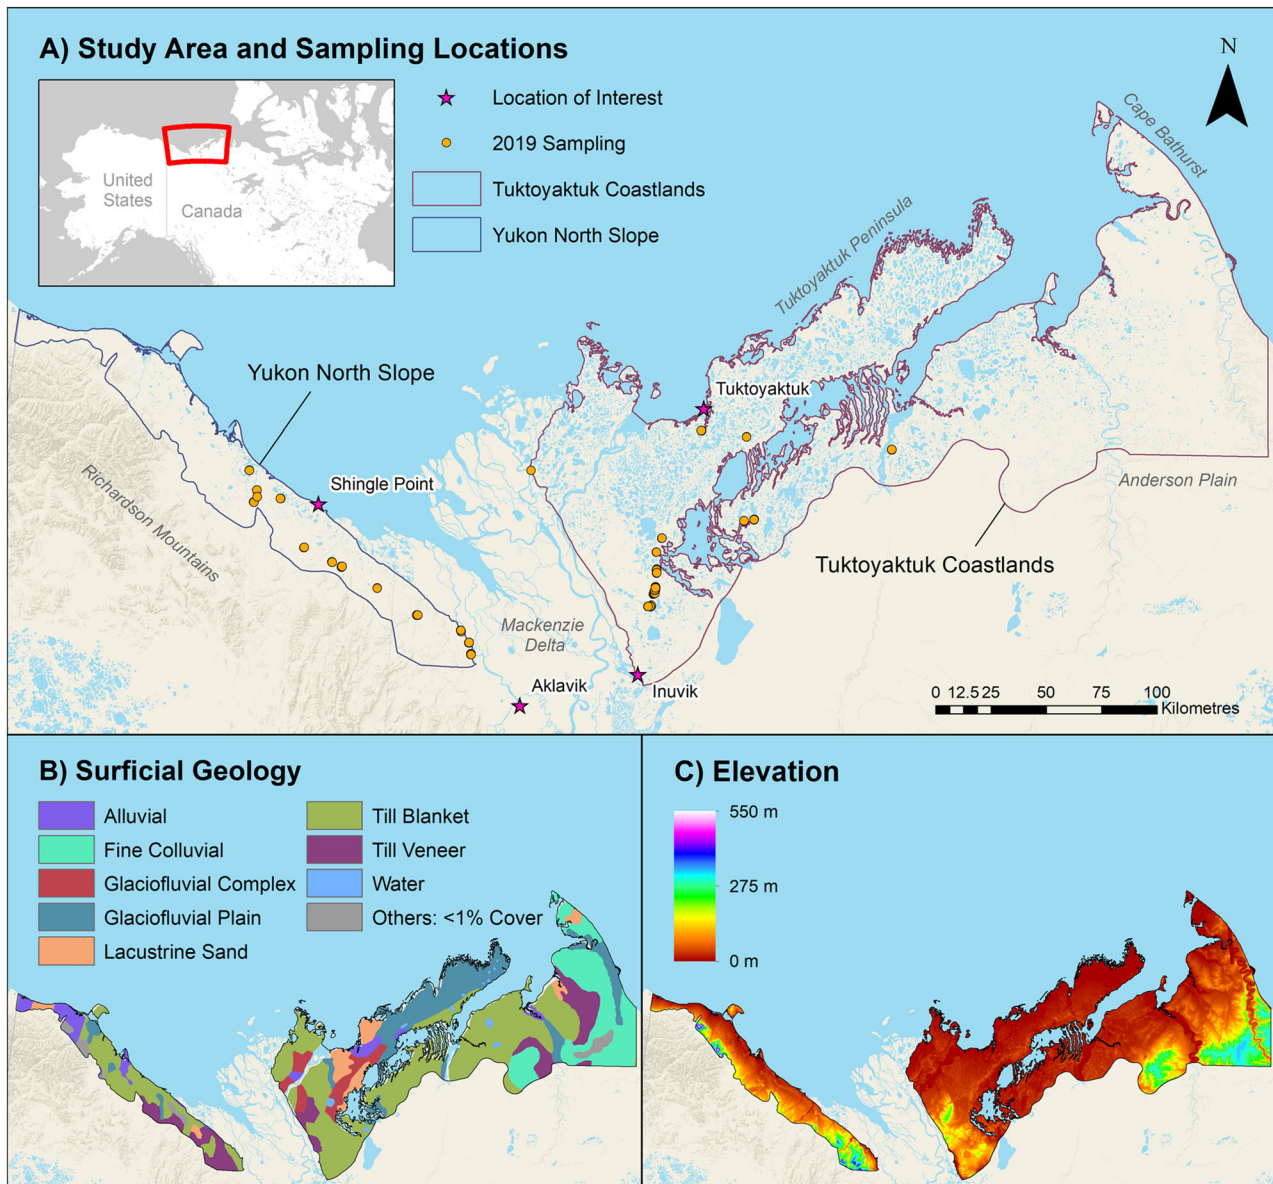 A) Study Area and Sampling Locations
N
United
States
Canada
Location of Interest
2019 Sampling
Tuktoyaktuk Coastlands
Yukon North Slope
Cape Bathurst
Tuktoyaktuk Peninsula
Yukon North Slope
Tuktoyaktuk
Shingle Point
Richardson Mountains
Anderson Plain
Tuktoyaktuk Coastlands
Mackenzie
Delta
Aklavik
Inuvik
0 12.5 25 50 75 100
Kilometres
B) Surficial Geology
Alluvial
Fine Colluvial
Glaciofluvial Complex
Glaciofluvial Plain
Lacustrine Sand
Till Blanket
Till Veneer
Water
Others: <1% Cover
C) Elevation
550 m
275 m
0 m